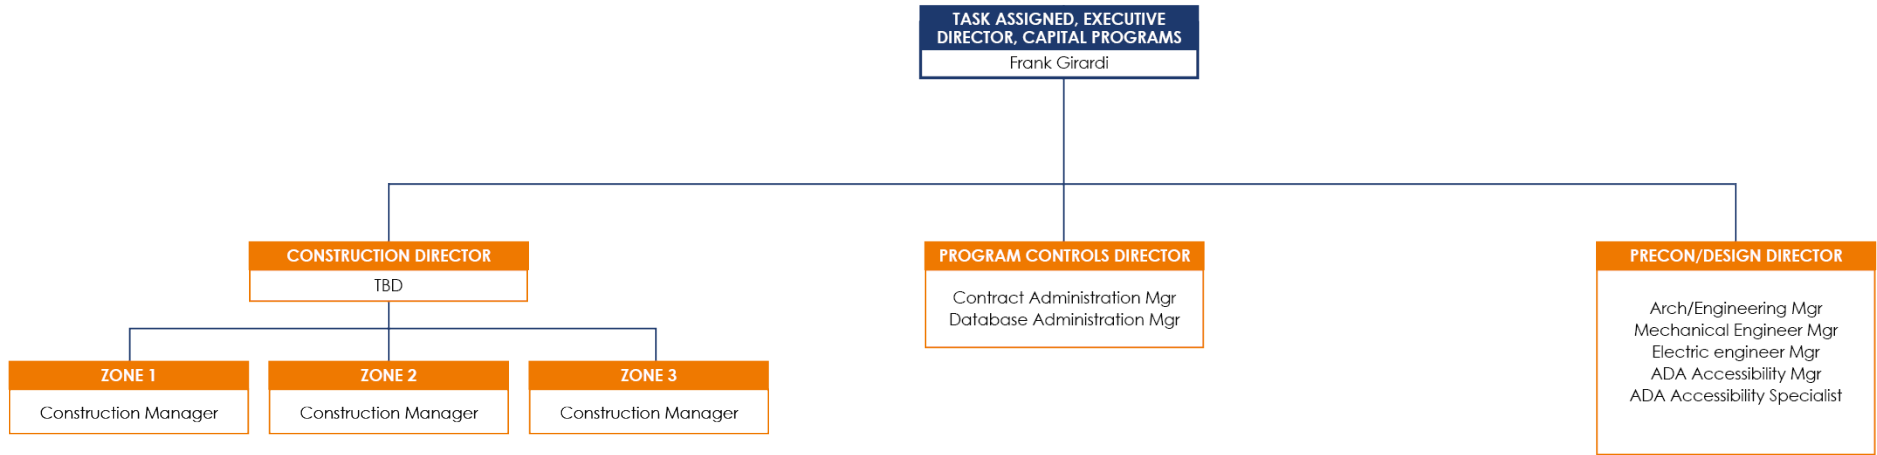 TASK ASSIGNED, EXECUTIVE
DIRECTOR, CAPITAL PROGRAMS
Frank Girardi
CONSTRUCTION DIRECTOR
TBD
PROGRAM CONTROLS DIRECTOR
Contract Administration Mgr
Database Administration Mgr
PRECON/DESIGN DIRECTOR
Arch/Engineering Mgr
Mechanical Engineer Mgr
Electric engineer Mgr
ADA Accessibility Mgr
ADA Accessibility Specialist
ZONE 1
Construction Manager
ZONE 2
Construction Manager
ZONE 3
Construction Manager